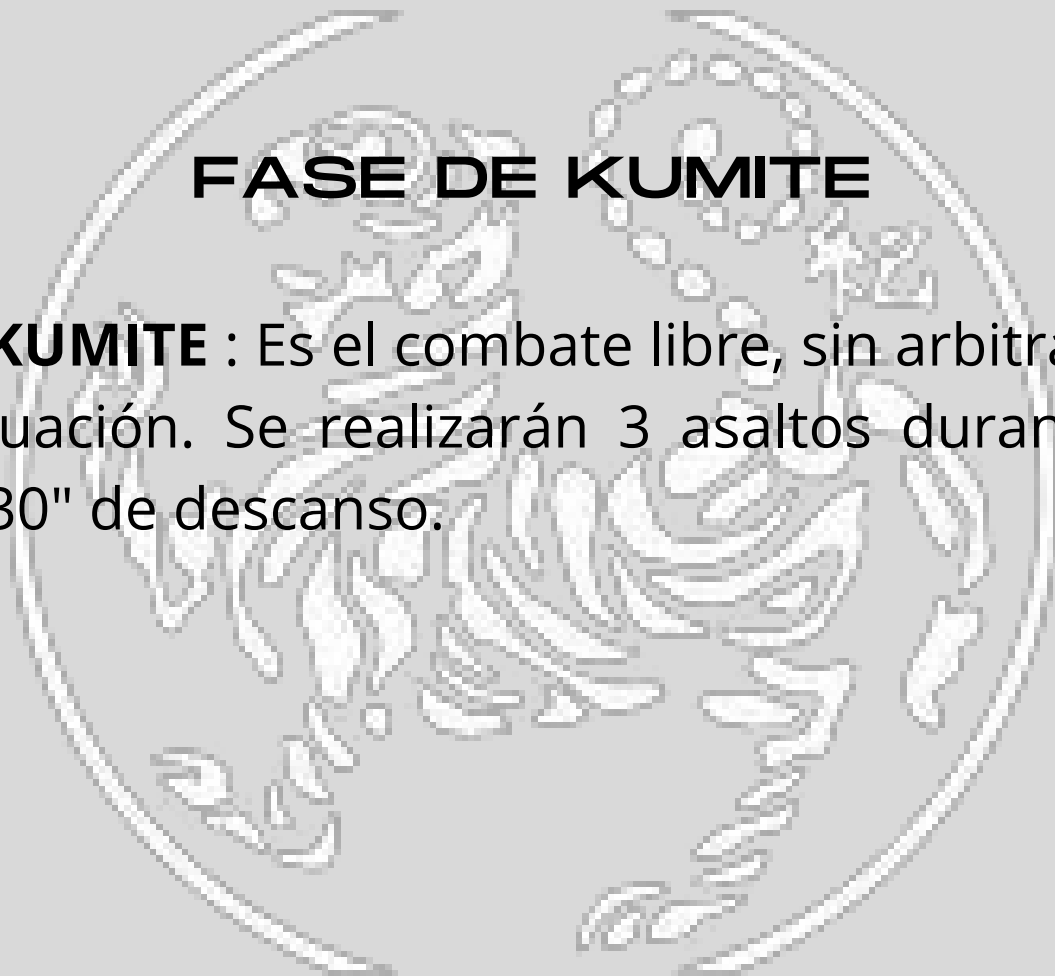 FASE DE KUMITE
KUMITE : Es el combate libre, sin arbitra
uación. Se realizarán 3 asaltos duran
30" de descanso.